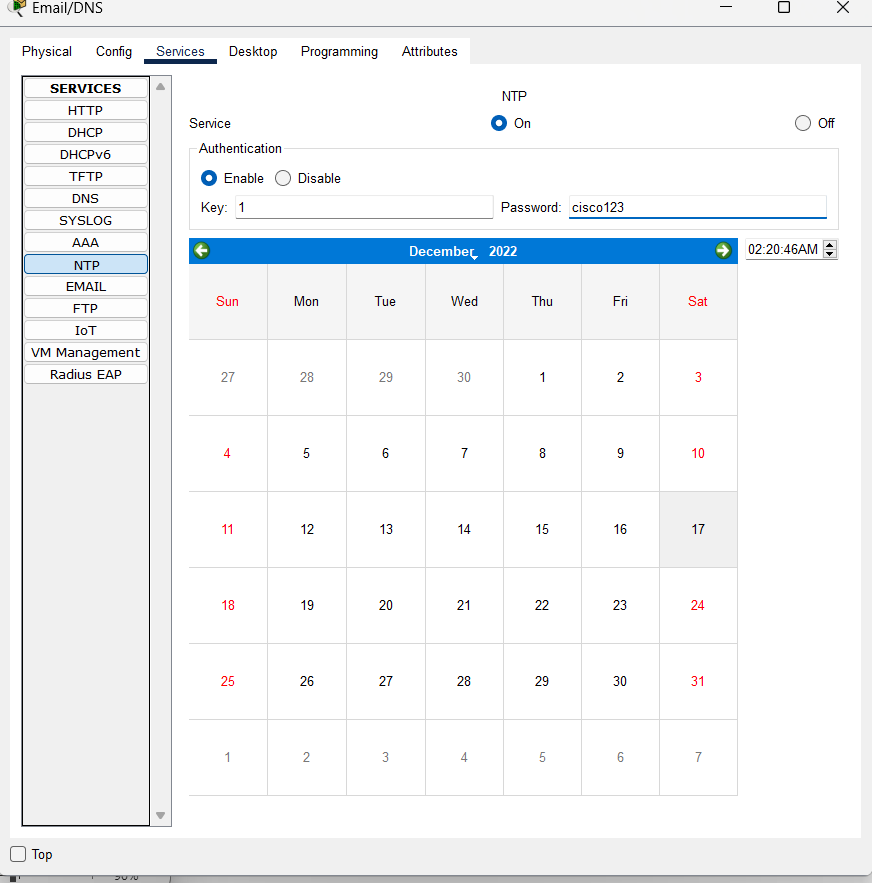 Email/DNS
Physical Config Services Desktop Programming Attributes
SERVICES
HTTP
DHCP
DHCPv6
TFTP
DNS
SYSLOG
AAA
NTP
EMAIL
FTP
IoT
VM Management
Radius EAP
NTP
Service On Off
Authentication
Enable Disable
Key: 1 Password: cisco123
December 2022 02:20:46AM
Sun Mon Tue Wed Thu Fri Sat
27 28 29 30 1 2 3
4 5 6 7 8 9 10
11 12 13 14 15 16 17
18 19 20 21 22 23 24
25 26 27 28 29 30 31
1 2 3 4 5 6 7
Top